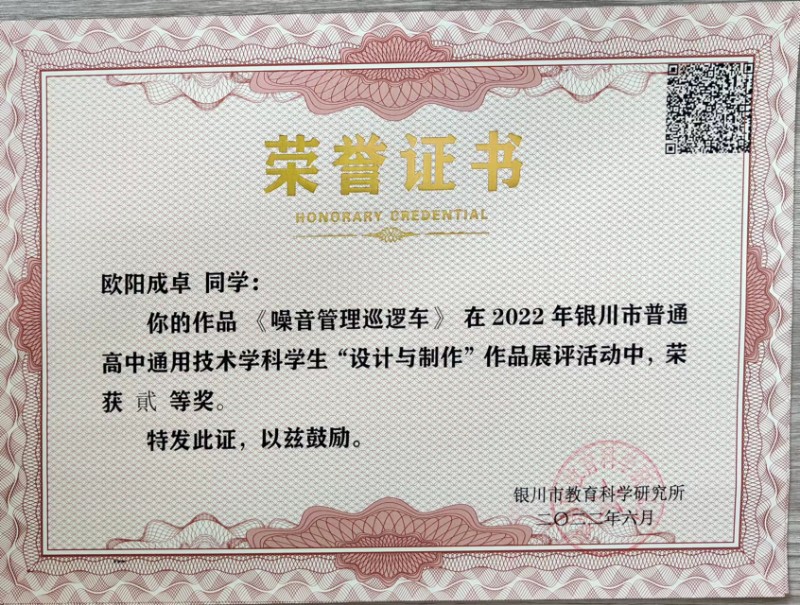 荣誉证书
HONORARY CREDENTIAL
欧阳成卓 同学：
你的作品《噪音管理巡逻车》在2022年银川市普通
高中通用技术学科学生“设计与制作”作品展评活动中，荣
获 貳 等奖。
特发此证，以兹鼓励。
银川市教育科学研究所
二〇二二年六月